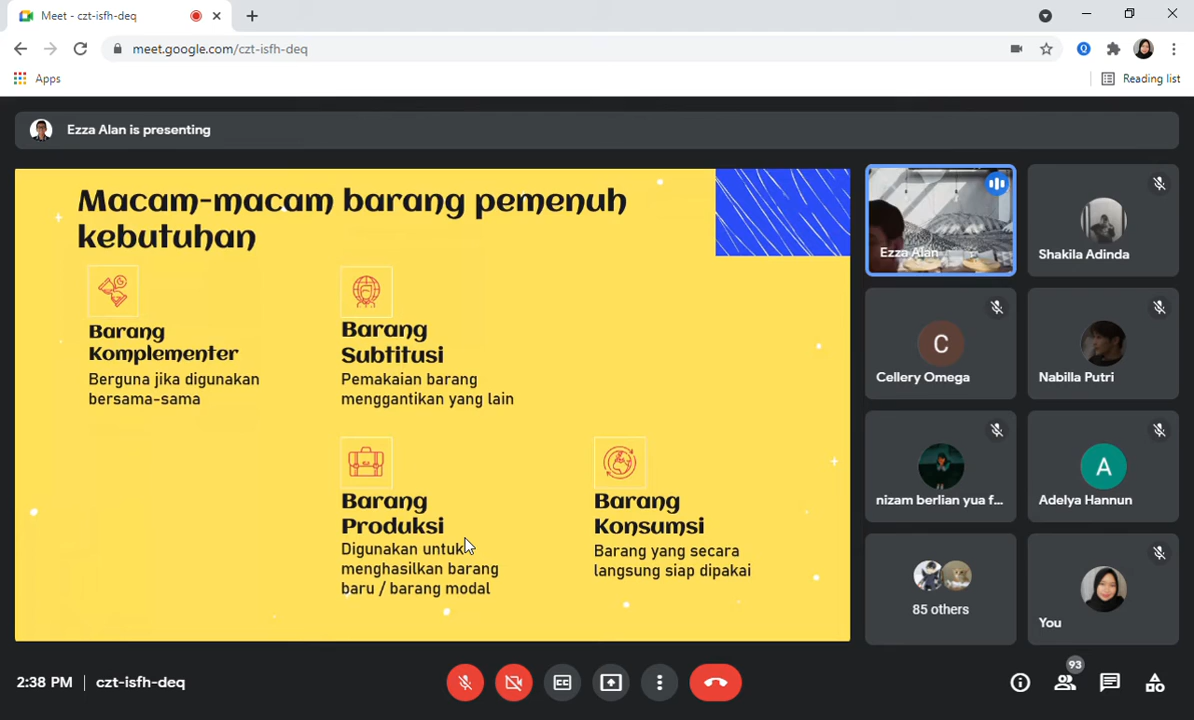 Meet - czt-isfh-deq
meet.google.com/czt-isfh-deq
Apps
Reading list
Ezza Alan is presenting
Macam-macam barang pemenuh
kebutuhan
Barang
Komplementer
Berguna jika digunakan
bersama-sama
Barang
Subtitusi
Pemakaian barang
menggantikan yang lain
Barang
Produksi
Digunakan untuk
menghasilkan barang
baru / barang modal
Barang
Konsumsi
Barang yang secara
langsung siap dipakai
Ezza Alan
Shakila Adinda
C
Cellery Omega
Nabilla Putri
nizam berlian yua f...
A
Adelya Hannun
85 others
You
2:38 PM | czt-isfh-deq
93